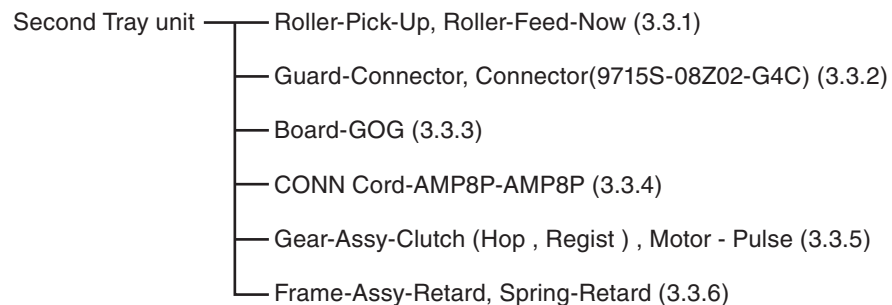 Second Tray unit Roller-Pick-Up, Roller-Feed-Now (3.3.1)
Guard-Connector, Connector(9715S-08Z02-G4C) (3.3.2)
Board-GOG (3.3.3)
CONN Cord-AMP8P-AMP8P (3.3.4)
Gear-Assy-Clutch (Hop , Regist ) , Motor - Pulse (3.3.5)
Frame-Assy-Retard, Spring-Retard (3.3.6)